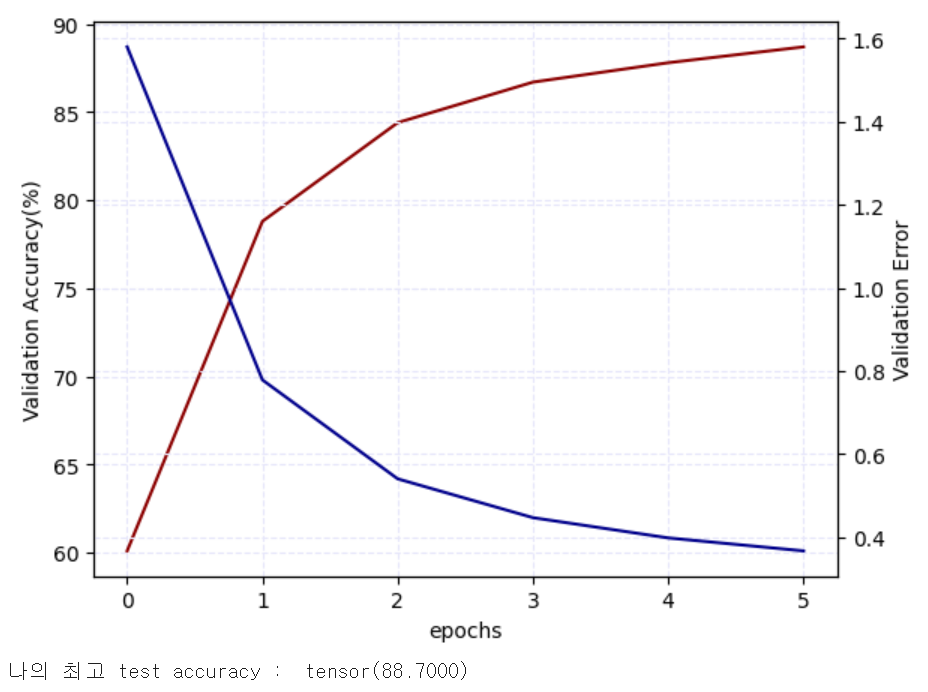 90
85
80
75
70
65
60
Validation Accuracy(%)
1.6
1.4
1.2
1.0
0.8
0.6
0.4
Validation Error
0 1 2 3 4 5
epochs
나의 최고 test accuracy : tensor(88.7000)